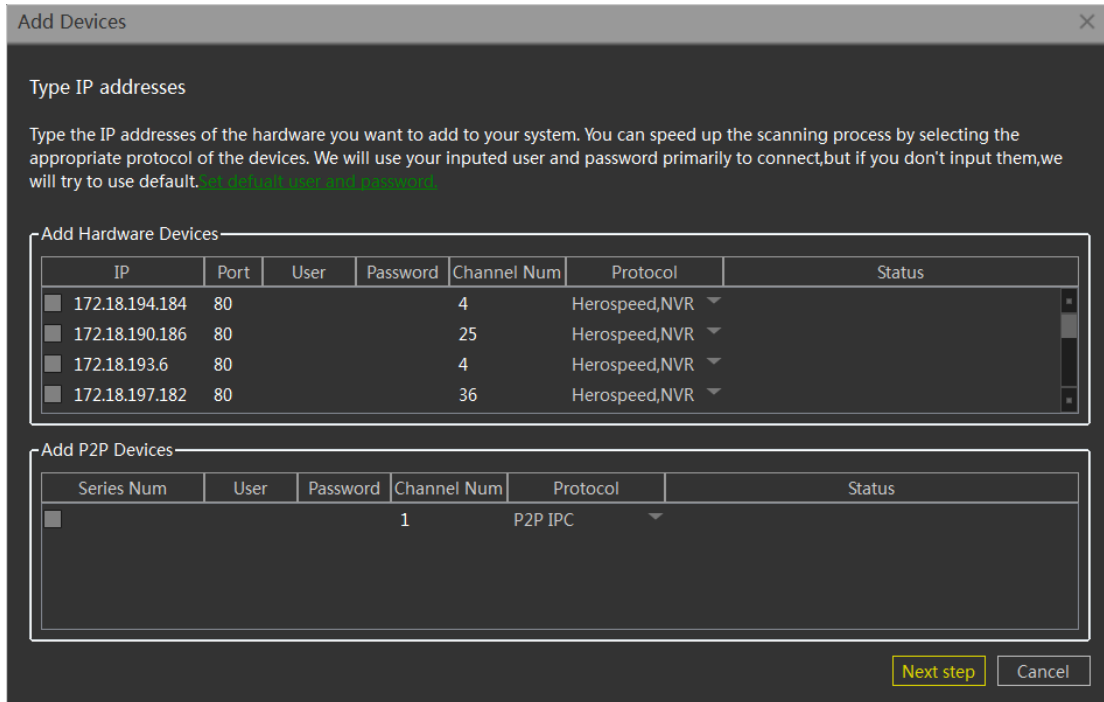 Add Devices
Type IP addresses
Type the IP addresses of the hardware you want to add to your system. You can speed up the scanning process by selecting the
appropriate protocol of the devices. We will use your inputed user and password primarily to connect,but if you don't input them,we
will try to use default.Set defualt user and password.
Add Hardware Devices
IP Port User Password Channel Num Protocol Status
172.18.194.184 80 4 Herospeed,NVR
172.18.190.186 80 25 Herospeed,NVR
172.18.193.6 80 4 Herospeed,NVR
172.18.197.182 80 36 Herospeed,NVR
Add P2P Devices
Series Num User Password Channel Num Protocol Status
1 P2P IPC
Next step Cancel